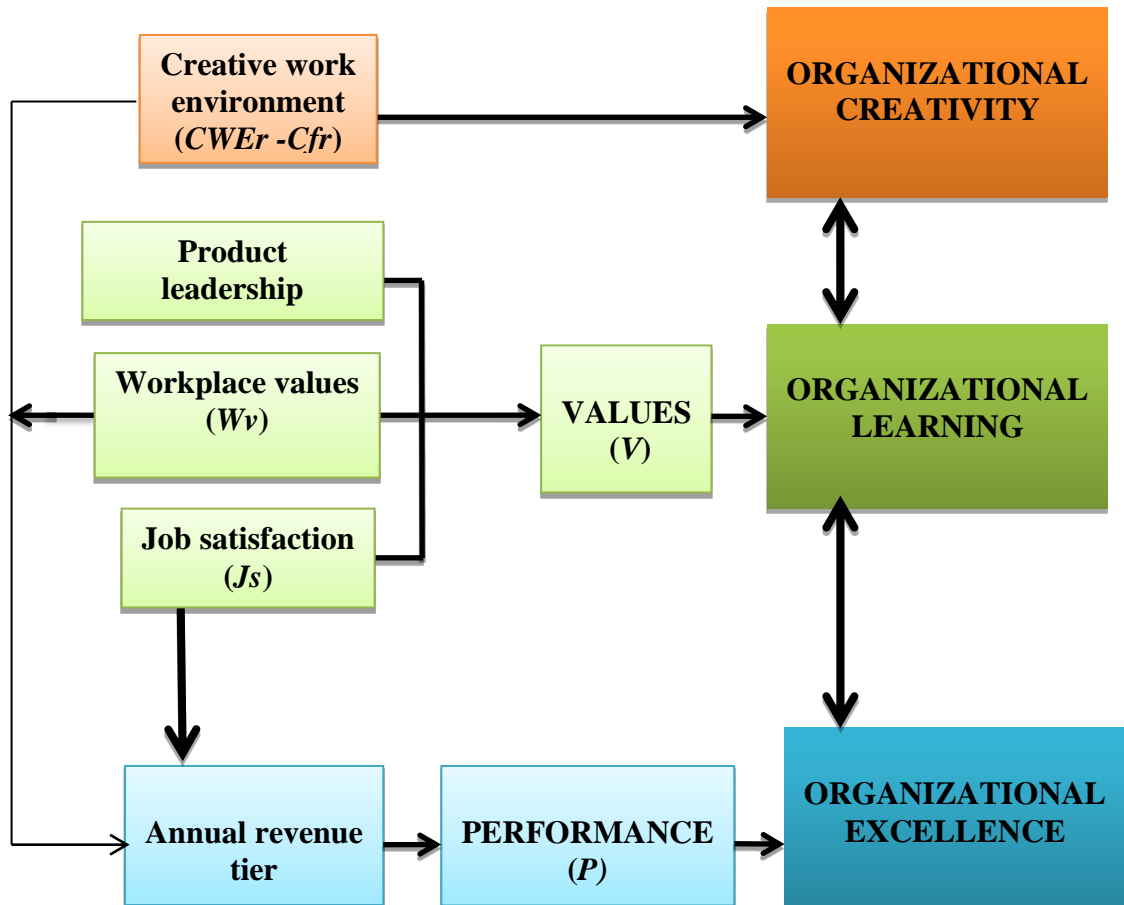 Creative work
environment
(CWEr -Cfr)
ORGANIZATIONAL
CREATIVITY
Product
leadership
Workplace values
(Wv)
VALUES
(V)
ORGANIZATIONAL
LEARNING
Job satisfaction
(Js)
Annual revenue
tier
PERFORMANCE
(P)
ORGANIZATIONAL
EXCELLENCE